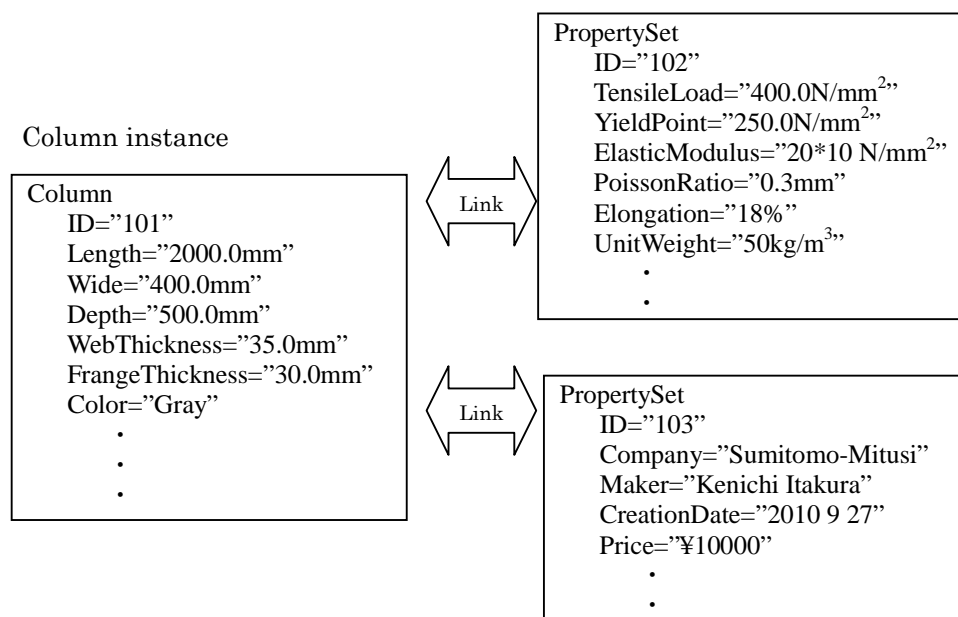 Column instance
Column
ID=”101”
Length=”2000.0mm”
Wide=”400.0mm”
Depth=”500.0mm”
WebThickness=”35.0mm”
FrangeThickness=”30.0mm”
Color=”Gray”
・
・
・
Link
PropertySet
ID=”102”
TensileLoad=”400.0N/mm²”
YieldPoint=”250.0N/mm²”
ElasticModulus=”20*10 N/mm²”
PoissonRatio=”0.3mm”
Elongation=”18%”
UnitWeight=”50kg/m³”
・
・
Link
PropertySet
ID=”103”
Company=”Sumitomo-Mitusi”
Maker=”Kenichi Itakura”
CreationDate=”2010 9 27”
Price=”¥10000”
・
・